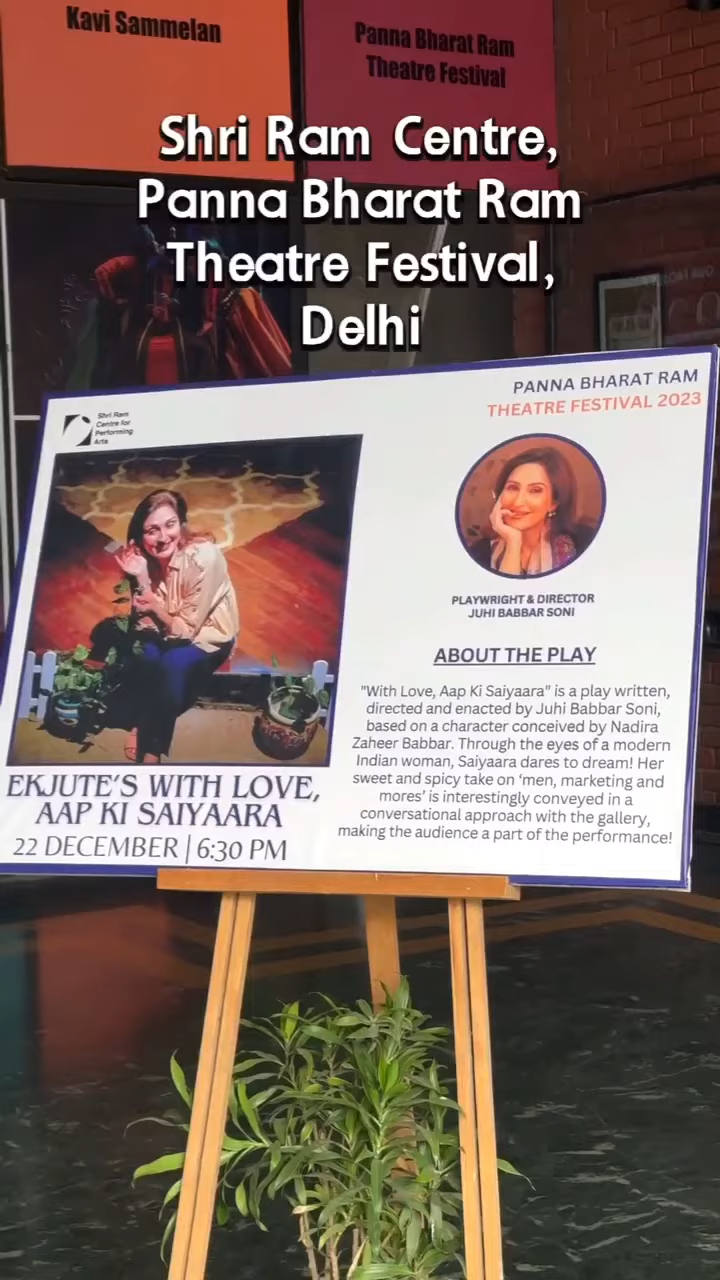 Kavi Sammelan
Panna Bharat Ram
Theatre Festival
Shri Ram Centre,
Panna Bharat Ram
Theatre Festival,
Delhi
Shri Ram
Centre for
Performing
Arts
PANNA BHARAT RAM
THEATRE FESTIVAL 2023
PLAYWRIGHT & DIRECTOR
JUHI BABBAR SONI
ABOUT THE PLAY
"With Love, Aap Ki Saiyaara" is a play written,
directed and enacted by Juhi Babbar Soni,
based on a character conceived by Nadira
Zaheer Babbar. Through the eyes of a modern
Indian woman, Saiyaara dares to dream! Her
sweet and spicy take on ‘men, marketing and
mores’ is interestingly conveyed in a
conversational approach with the gallery,
making the audience a part of the performance!
EKJUTE’S WITH LOVE,
AAP KI SAIYAARA
22 DECEMBER | 6:30 PM